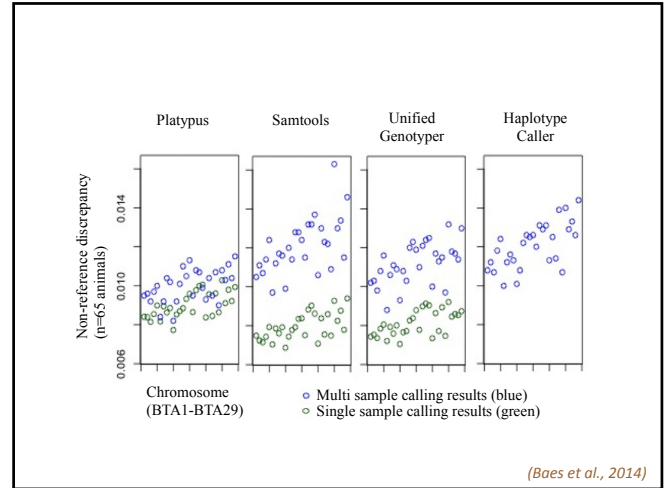 Platypus
Samtools
Unified
Genotyper
Haplotype
Caller
Non-reference discrepancy
(n=65 animals)
0.014
0.010
0.006
Chromosome
(BTA1-BTA29)
Multi sample calling results (blue)
Single sample calling results (green)
(Baes et al., 2014)